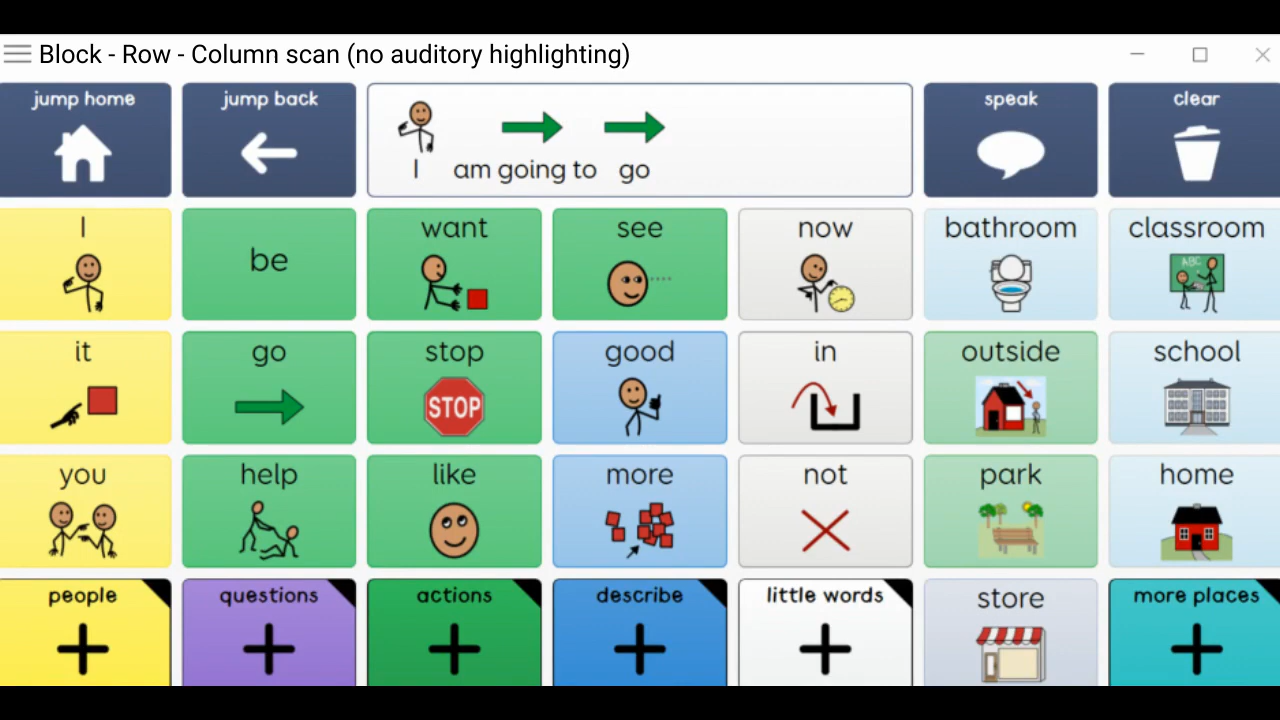 Block - Row - Column scan (no auditory highlighting)
jump home
jump back
I am going to go
speak
clear
I
be
want
see
now
bathroom
classroom
ABC
it
go
stop
STOP
good
in
outside
school
you
help
like
more
not
park
home
people
questions
actions
describe
little words
store
more places